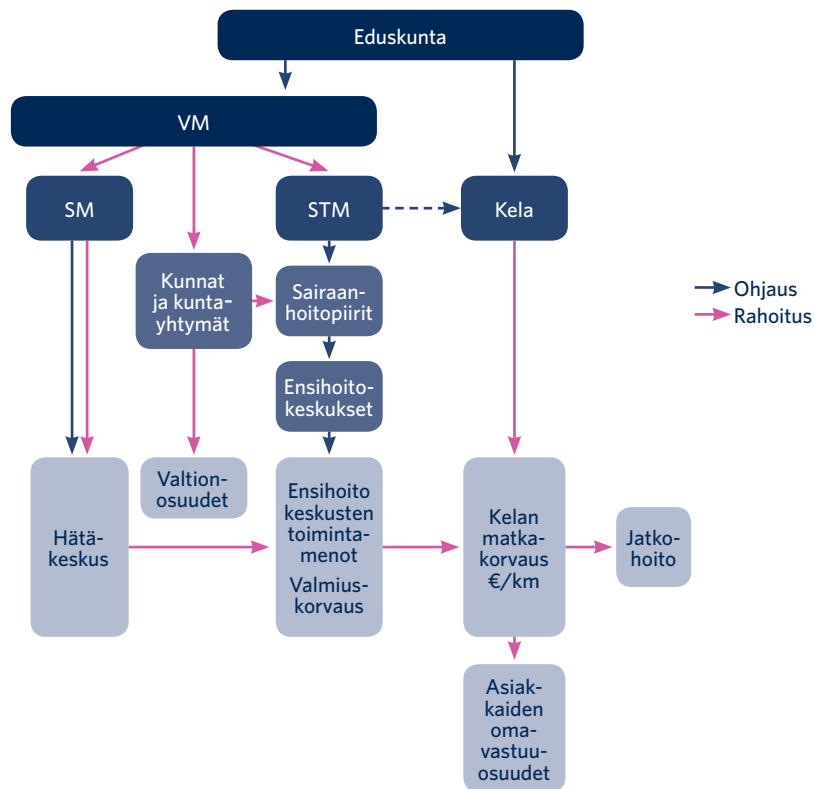 Eduskunta
VM
SM
STM
Kela
Kunnat
ja kunta-
yhtymät
Sairaan-
hoitopiirit
Ohjaus
Rahoitus
Ensihoito-
keskukset
Valtion-
osuudet
Hätä-
keskus
Ensihoito
keskusten
toiminta-
menot
Valmius-
korvaus
Kelan
matka-
korvaus
€/km
Jatko-
hoito
Asiak-
kaiden
oma-
vastuu-
osuudet